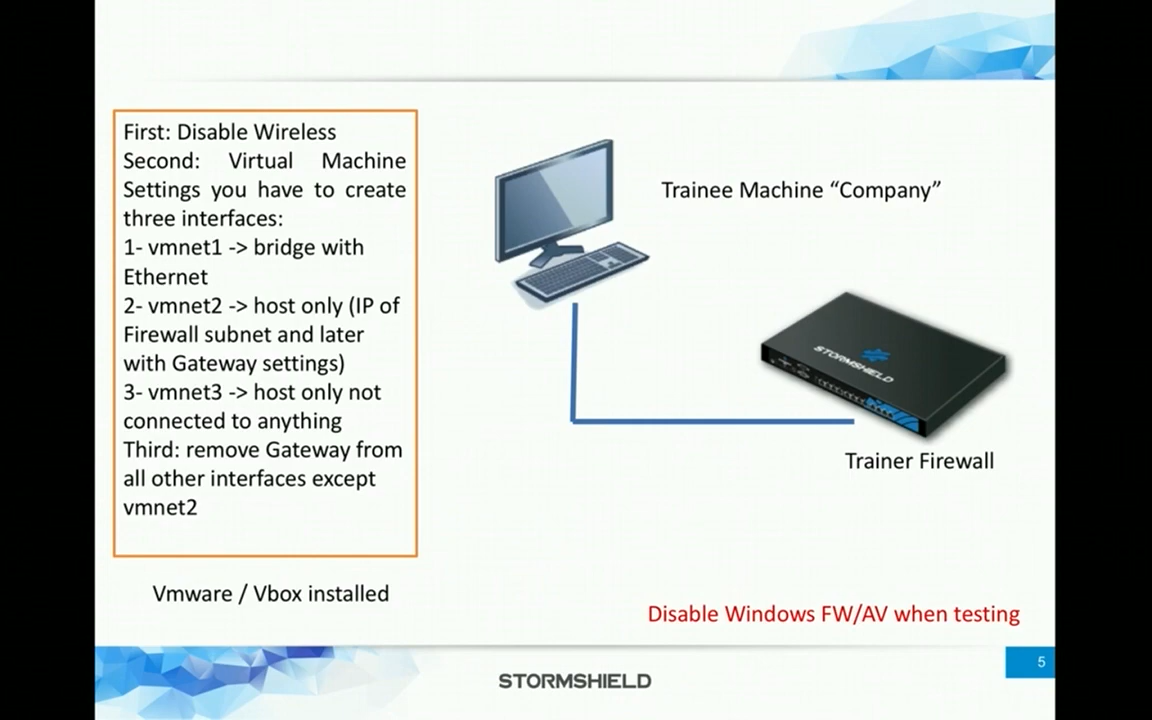 First: Disable Wireless
Second: Virtual Machine
Settings you have to create
three interfaces:
1- vmnet1 -> bridge with
Ethernet
2- vmnet2 -> host only (IP of
Firewall subnet and later
with Gateway settings)
3- vmnet3 -> host only not
connected to anything
Third: remove Gateway from
all other interfaces except
vmnet2
Trainee Machine “Company”
STORMSHIELD
Trainer Firewall
Vmware / Vbox installed
Disable Windows FW/AV when testing
STORMSHIELD
5